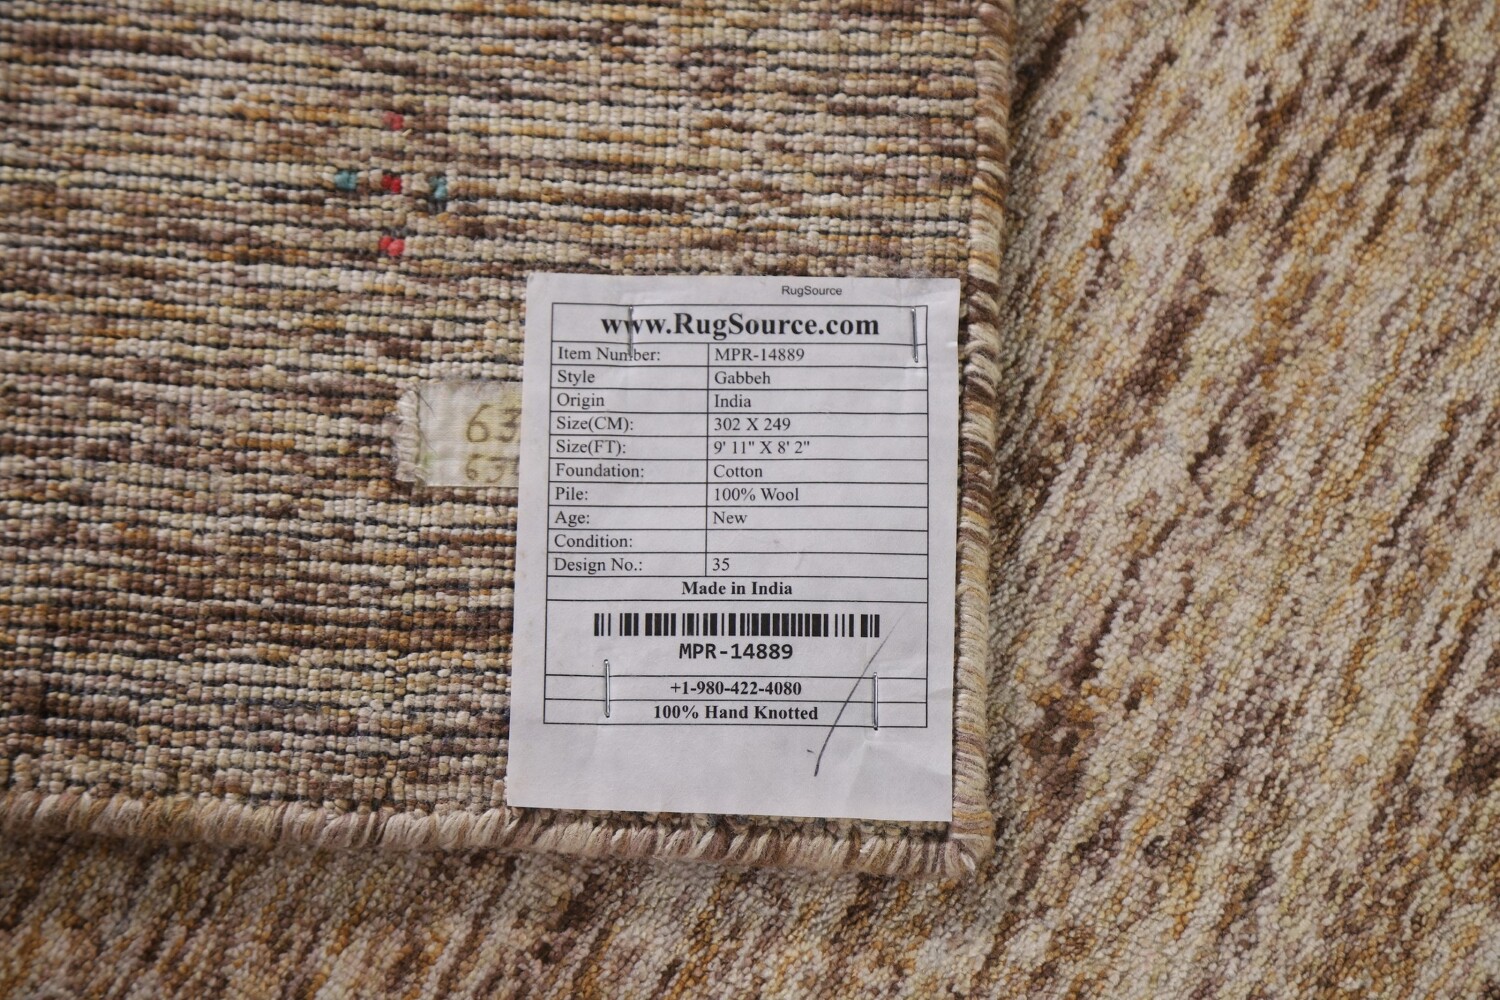 RugSource
www.RugSource.com
Item Number: MPR-14889
Style Gabbeh
Origin India
Size(CM): 302 X 249
Size(FT): 9' 11" X 8' 2"
Foundation: Cotton
Pile: 100% Wool
Age: New
Condition:
Design No.: 35
Made in India
MPR-14889
+1-980-422-4080
100% Hand Knotted
63